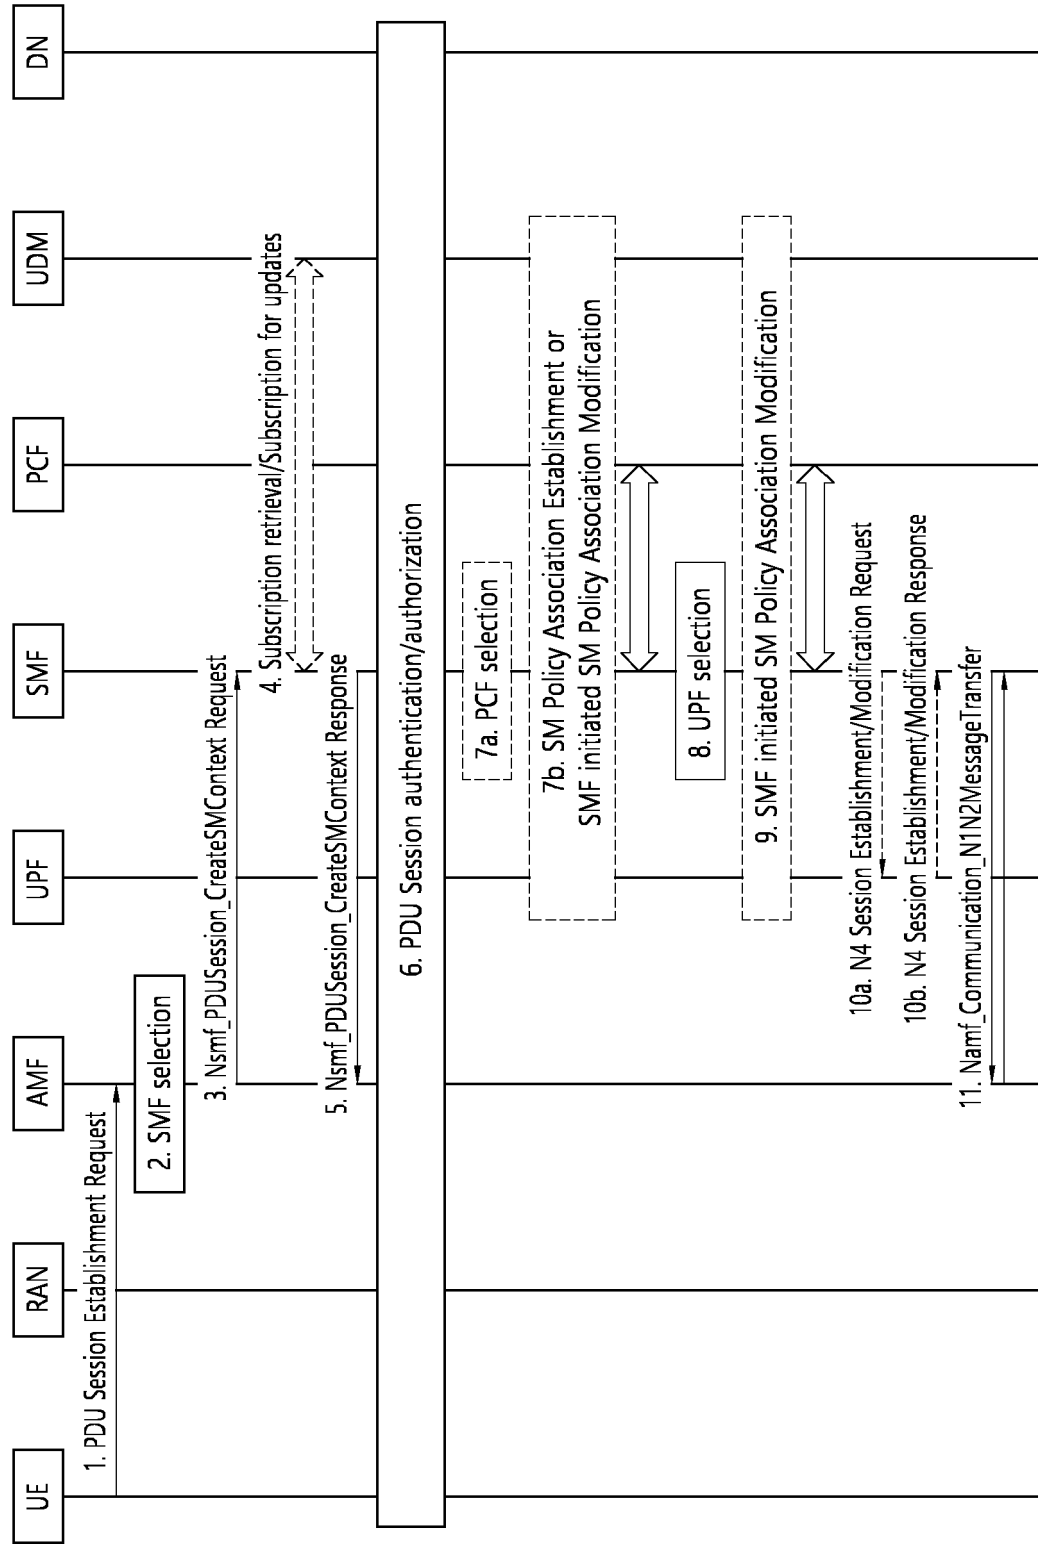 UE
RAN
AMF
UPF
SMF
PCF
UDM
DN
1. PDU Session Establishment Request
2. SMF selection
3. Nsmf_PDUSession_CreateSMContext Request
4. Subscription retrieval/Subscription for updates
5. Nsmf_PDUSession_CreateSMContext Response
6. PDU Session authentication/authorization
7a. PCF selection
7b. SM Policy Association Establishment or
SMF initiated SM Policy Association Modification
8. UPF selection
9. SMF initiated SM Policy Association Modification
10a. N4 Session Establishment/Modification Request
10b. N4 Session Establishment/Modification Response
11. Namf_Communication_N1N2MessageTransfer